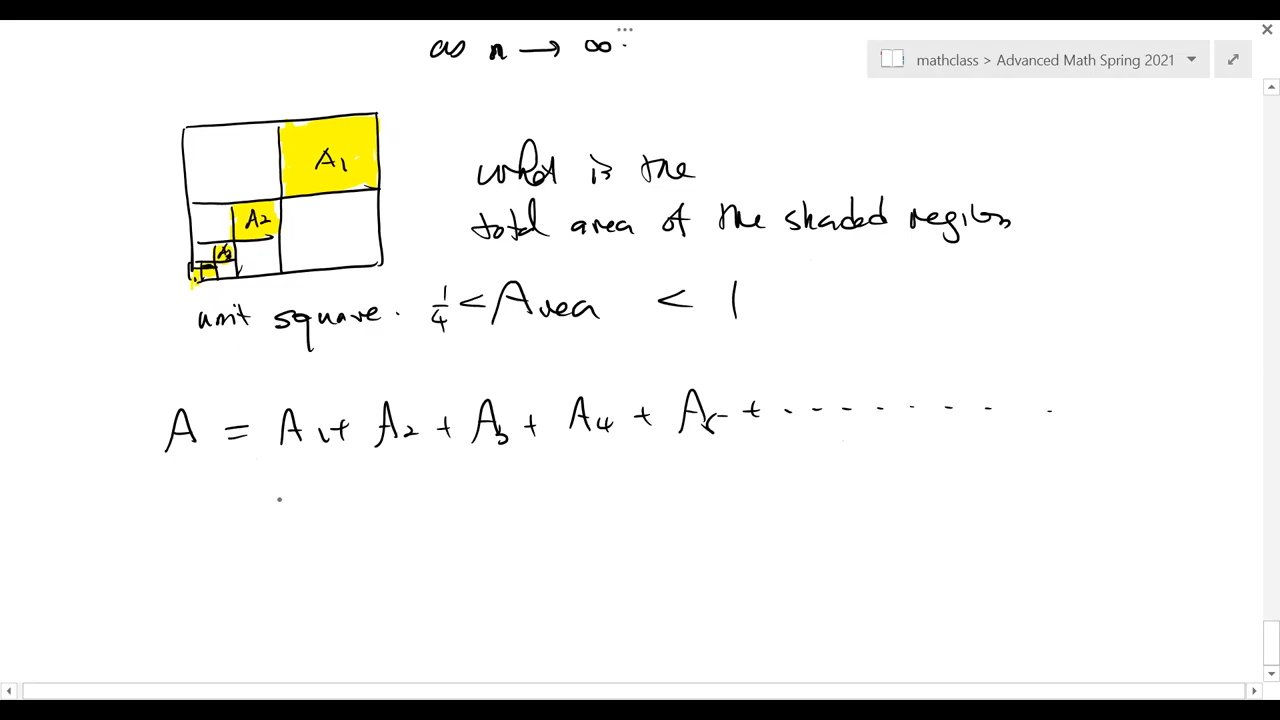 as n → ∞.
mathclass > Advanced Math Spring 2021
A1
A2
A3
what is the
total area of the shaded region
unit square. 1/4 < Area < 1
A = A1 + A2 + A3 + A4 + A5 + . . . . . . . . .